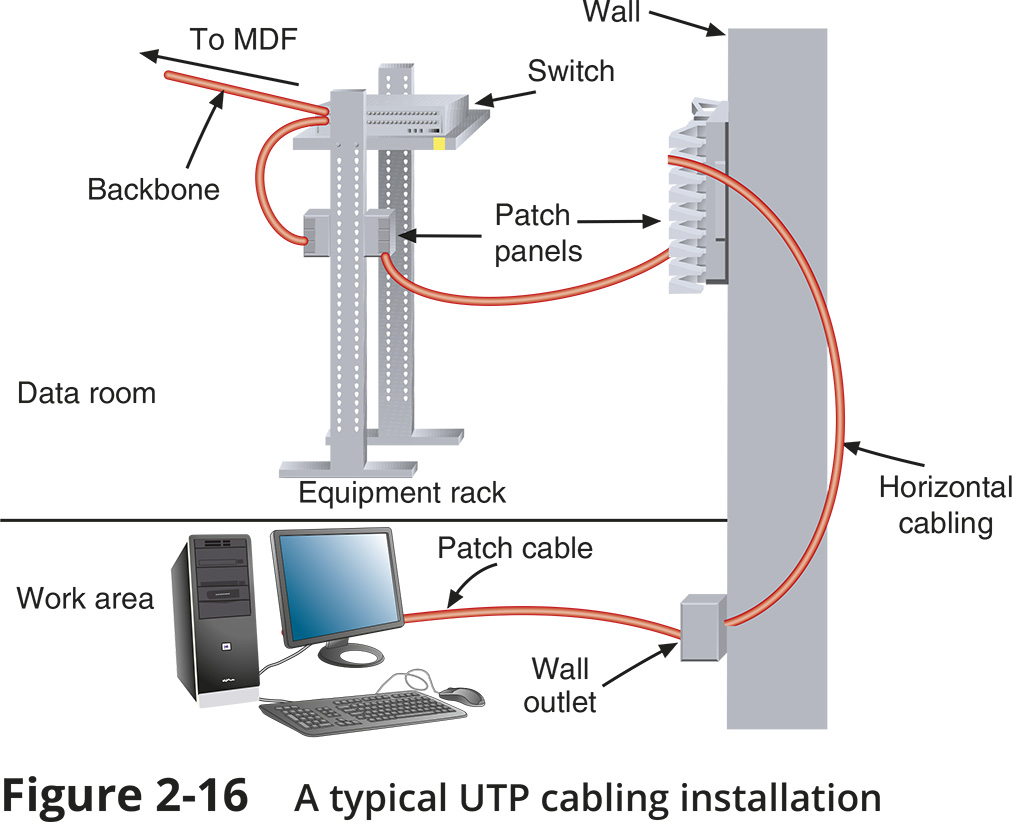 Wall
To MDF
Switch
Backbone
Patch
panels
Data room
Equipment rack
Horizontal
cabling
Patch cable
Work area
Wall
outlet
Figure 2-16 A typical UTP cabling installation